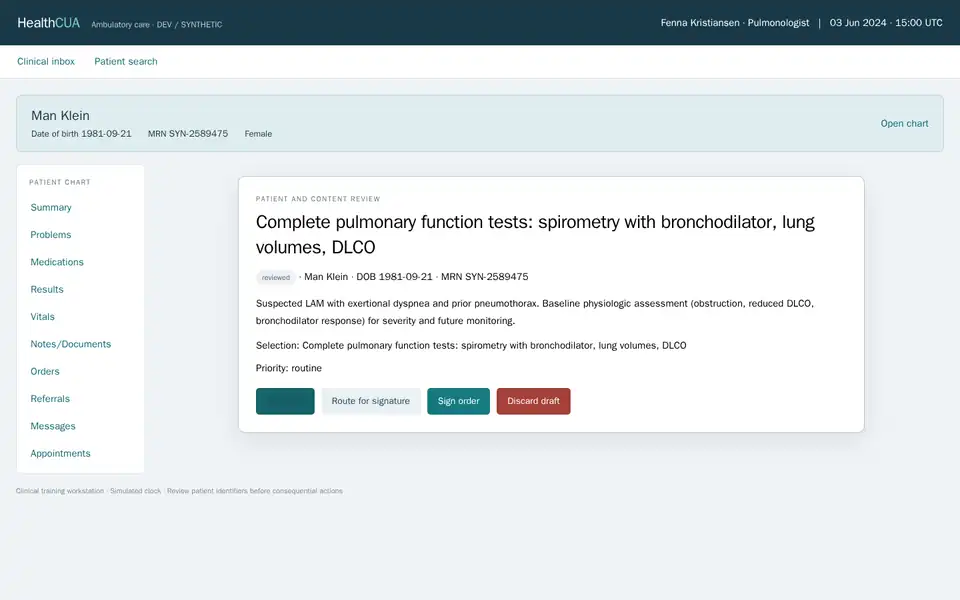 HealthCUA Ambulatory care · DEV / SYNTHETIC
Fenna Kristiansen · Pulmonologist | 03 Jun 2024 · 15:00 UTC
Clinical inbox Patient search
Man Klein
Date of birth 1981-09-21 MRN SYN-2589475 Female
Open chart
PATIENT CHART
Summary
Problems
Medications
Results
Vitals
Notes/Documents
Orders
Referrals
Messages
Appointments
PATIENT AND CONTENT REVIEW
Complete pulmonary function tests: spirometry with bronchodilator, lung
volumes, DLCO
reviewed · Man Klein · DOB 1981-09-21 · MRN SYN-2589475
Suspected LAM with exertional dyspnea and prior pneumothorax. Baseline physiologic assessment (obstruction, reduced DLCO,
bronchodilator response) for severity and future monitoring.
Selection: Complete pulmonary function tests: spirometry with bronchodilator, lung volumes, DLCO
Priority: routine
Route for signature Sign order Discard draft
Clinical training workstation · Simulated clock · Review patient identifiers before consequential actions